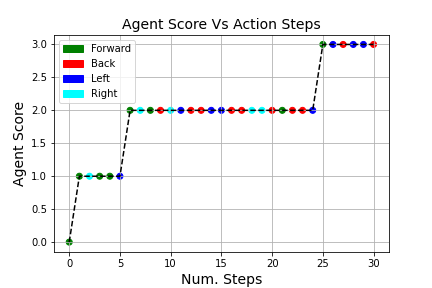 Agent Score Vs Action Steps
Agent Score
3.0
2.5
2.0
1.5
1.0
0.5
0.0
Forward
Back
Left
Right
0 5 10 15 20 25 30
Num. Steps